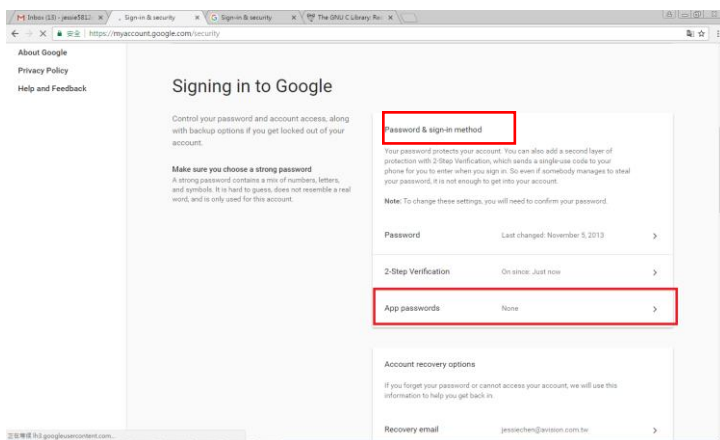 Inbox (15) - jessie5812
Sign-in & security
Sign-in & security
The GNU C Library: Ro
安全 | https://myaccount.google.com/security
About Google
Privacy Policy
Help and Feedback
Signing in to Google
Control your password and account access, along
with backup options if you get locked out of your
account.
Make sure you choose a strong password
A strong password contains a mix of numbers, letters,
and symbols. It is hard to guess, does not resemble a real
word, and is only used for this account.
Password & sign-in method
Your password protects your account. You can also add a second layer of
protection with 2-Step Verification, which sends a single-use code to your
phone for you to enter when you sign in. So even if somebody manages to steal
your password, it is not enough to get into your account.
Note: To change these settings, you will need to confirm your password.
Password Last changed: November 5, 2013
2-Step Verification On since: Just now
App passwords None
Account recovery options
If you forget your password or cannot access your account, we will use this
information to help you get back in.
Recovery email jessiechen@avision.com.tw
lh3.googleusercontent.com...